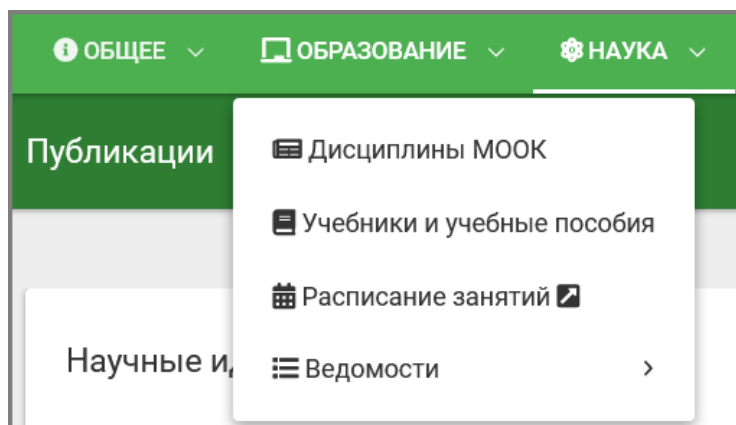 ОБЩЕЕ ОБРАЗОВАНИЕ НАУКА
Публикации
Дисциплины МООК
Учебники и учебные пособия
Расписание занятий
Научные
Ведомости